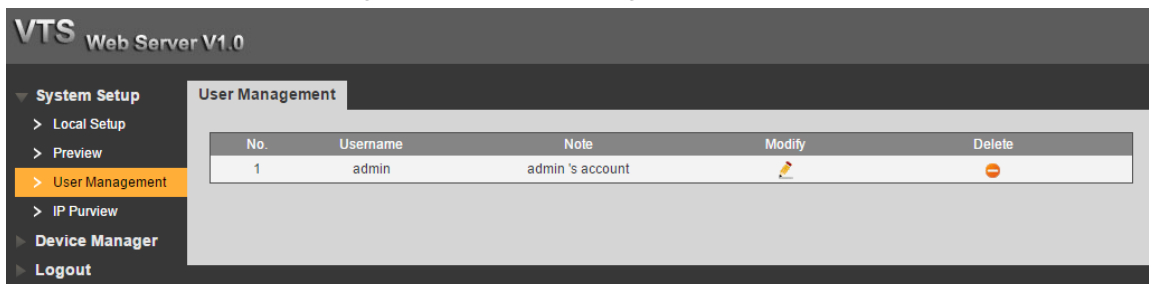 VTS Web Server V1.0
System Setup
> Local Setup
> Preview
> User Management
> IP Purview
Device Manager
Logout
User Management
No. Username Note Modify Delete
1 admin admin 's account